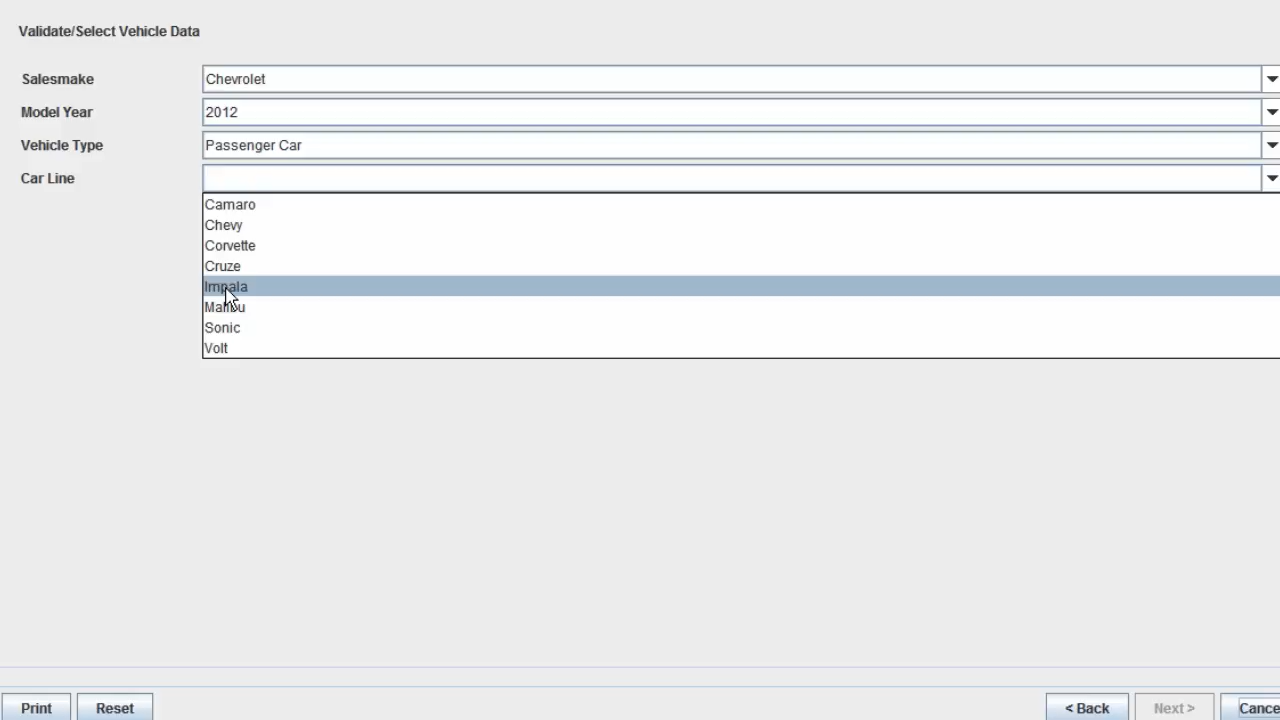 Validate/Select Vehicle Data
Salesmake Chevrolet
Model Year 2012
Vehicle Type Passenger Car
Car Line
Camaro
Chevy
Corvette
Cruze
Impala
Malibu
Sonic
Volt
Print Reset < Back Next > Cance